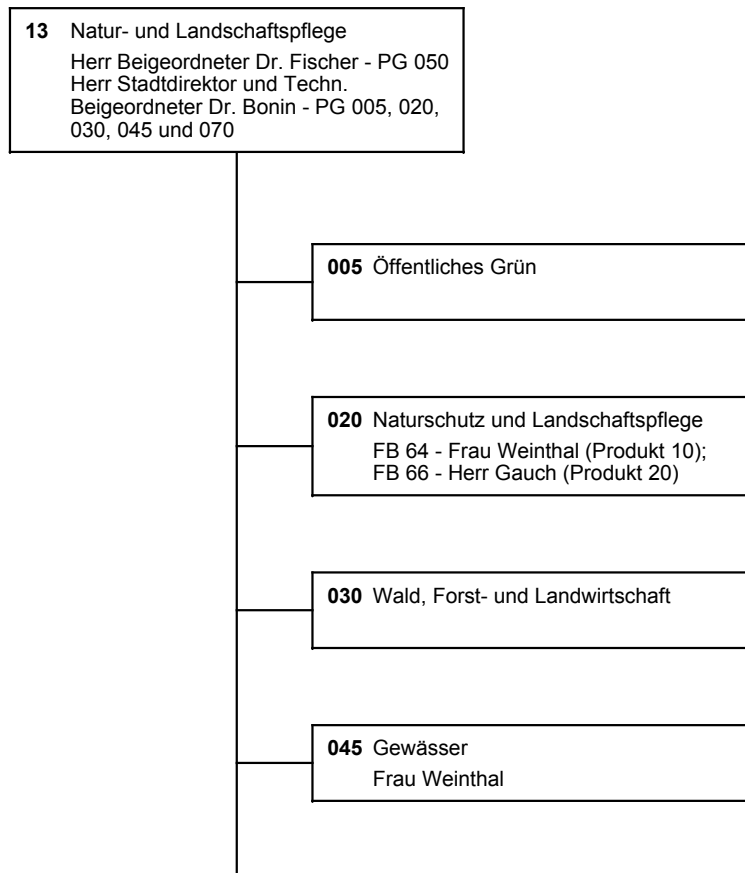 13 Natur- und Landschaftspflege
Herr Beigeordneter Dr. Fischer - PG 050
Herr Stadtdirektor und Techn.
Beigeordneter Dr. Bonin - PG 005, 020,
030, 045 und 070
005 Öffentliches Grün
020 Naturschutz und Landschaftspflege
FB 64 - Frau Weinthal (Produkt 10);
FB 66 - Herr Gauch (Produkt 20)
030 Wald, Forst- und Landwirtschaft
045 Gewässer
Frau Weinthal